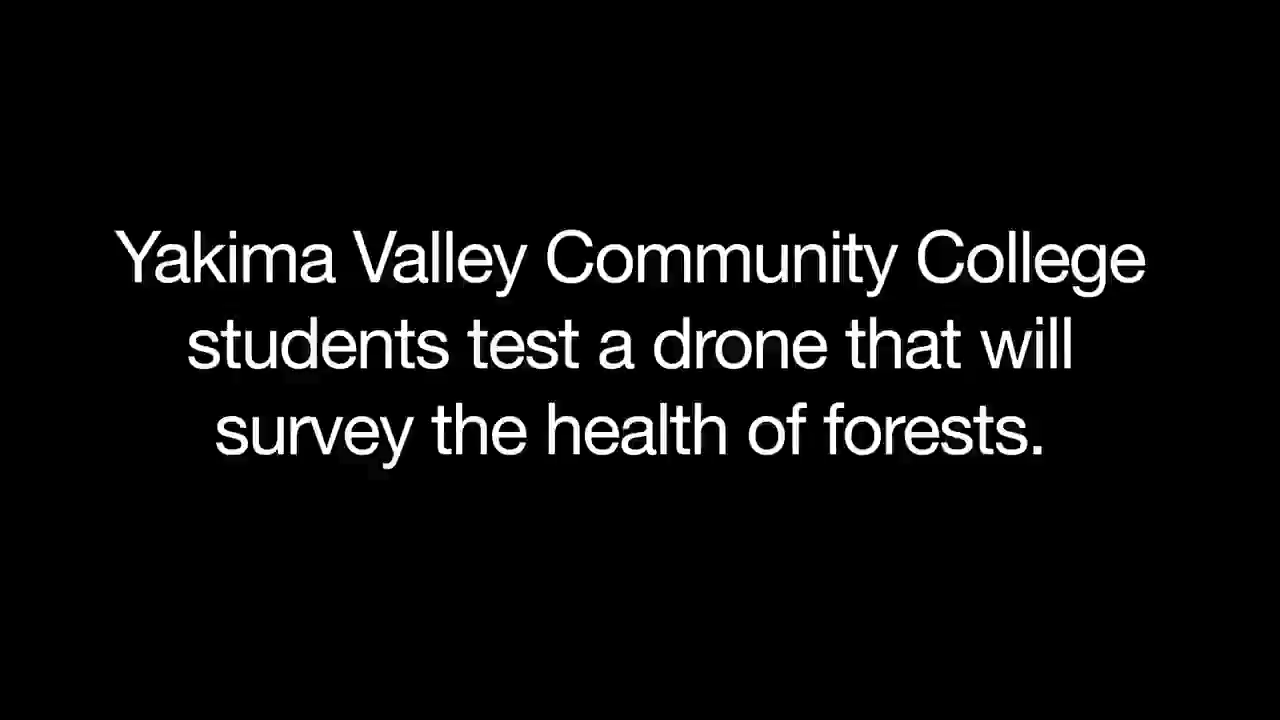 Yakima Valley Community College
students test a drone that will
survey the health of forests.